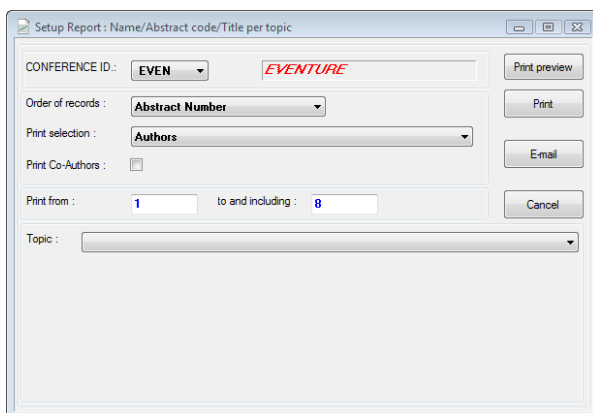 Setup Report : Name/Abstract code/Title per topic
CONFERENCE ID.: EVEN EVENTURE Print preview
Order of records : Abstract Number Print
Print selection : Authors
E-mail
Print Co-Authors :
Print from : 1 to and including : 8 Cancel
Topic :